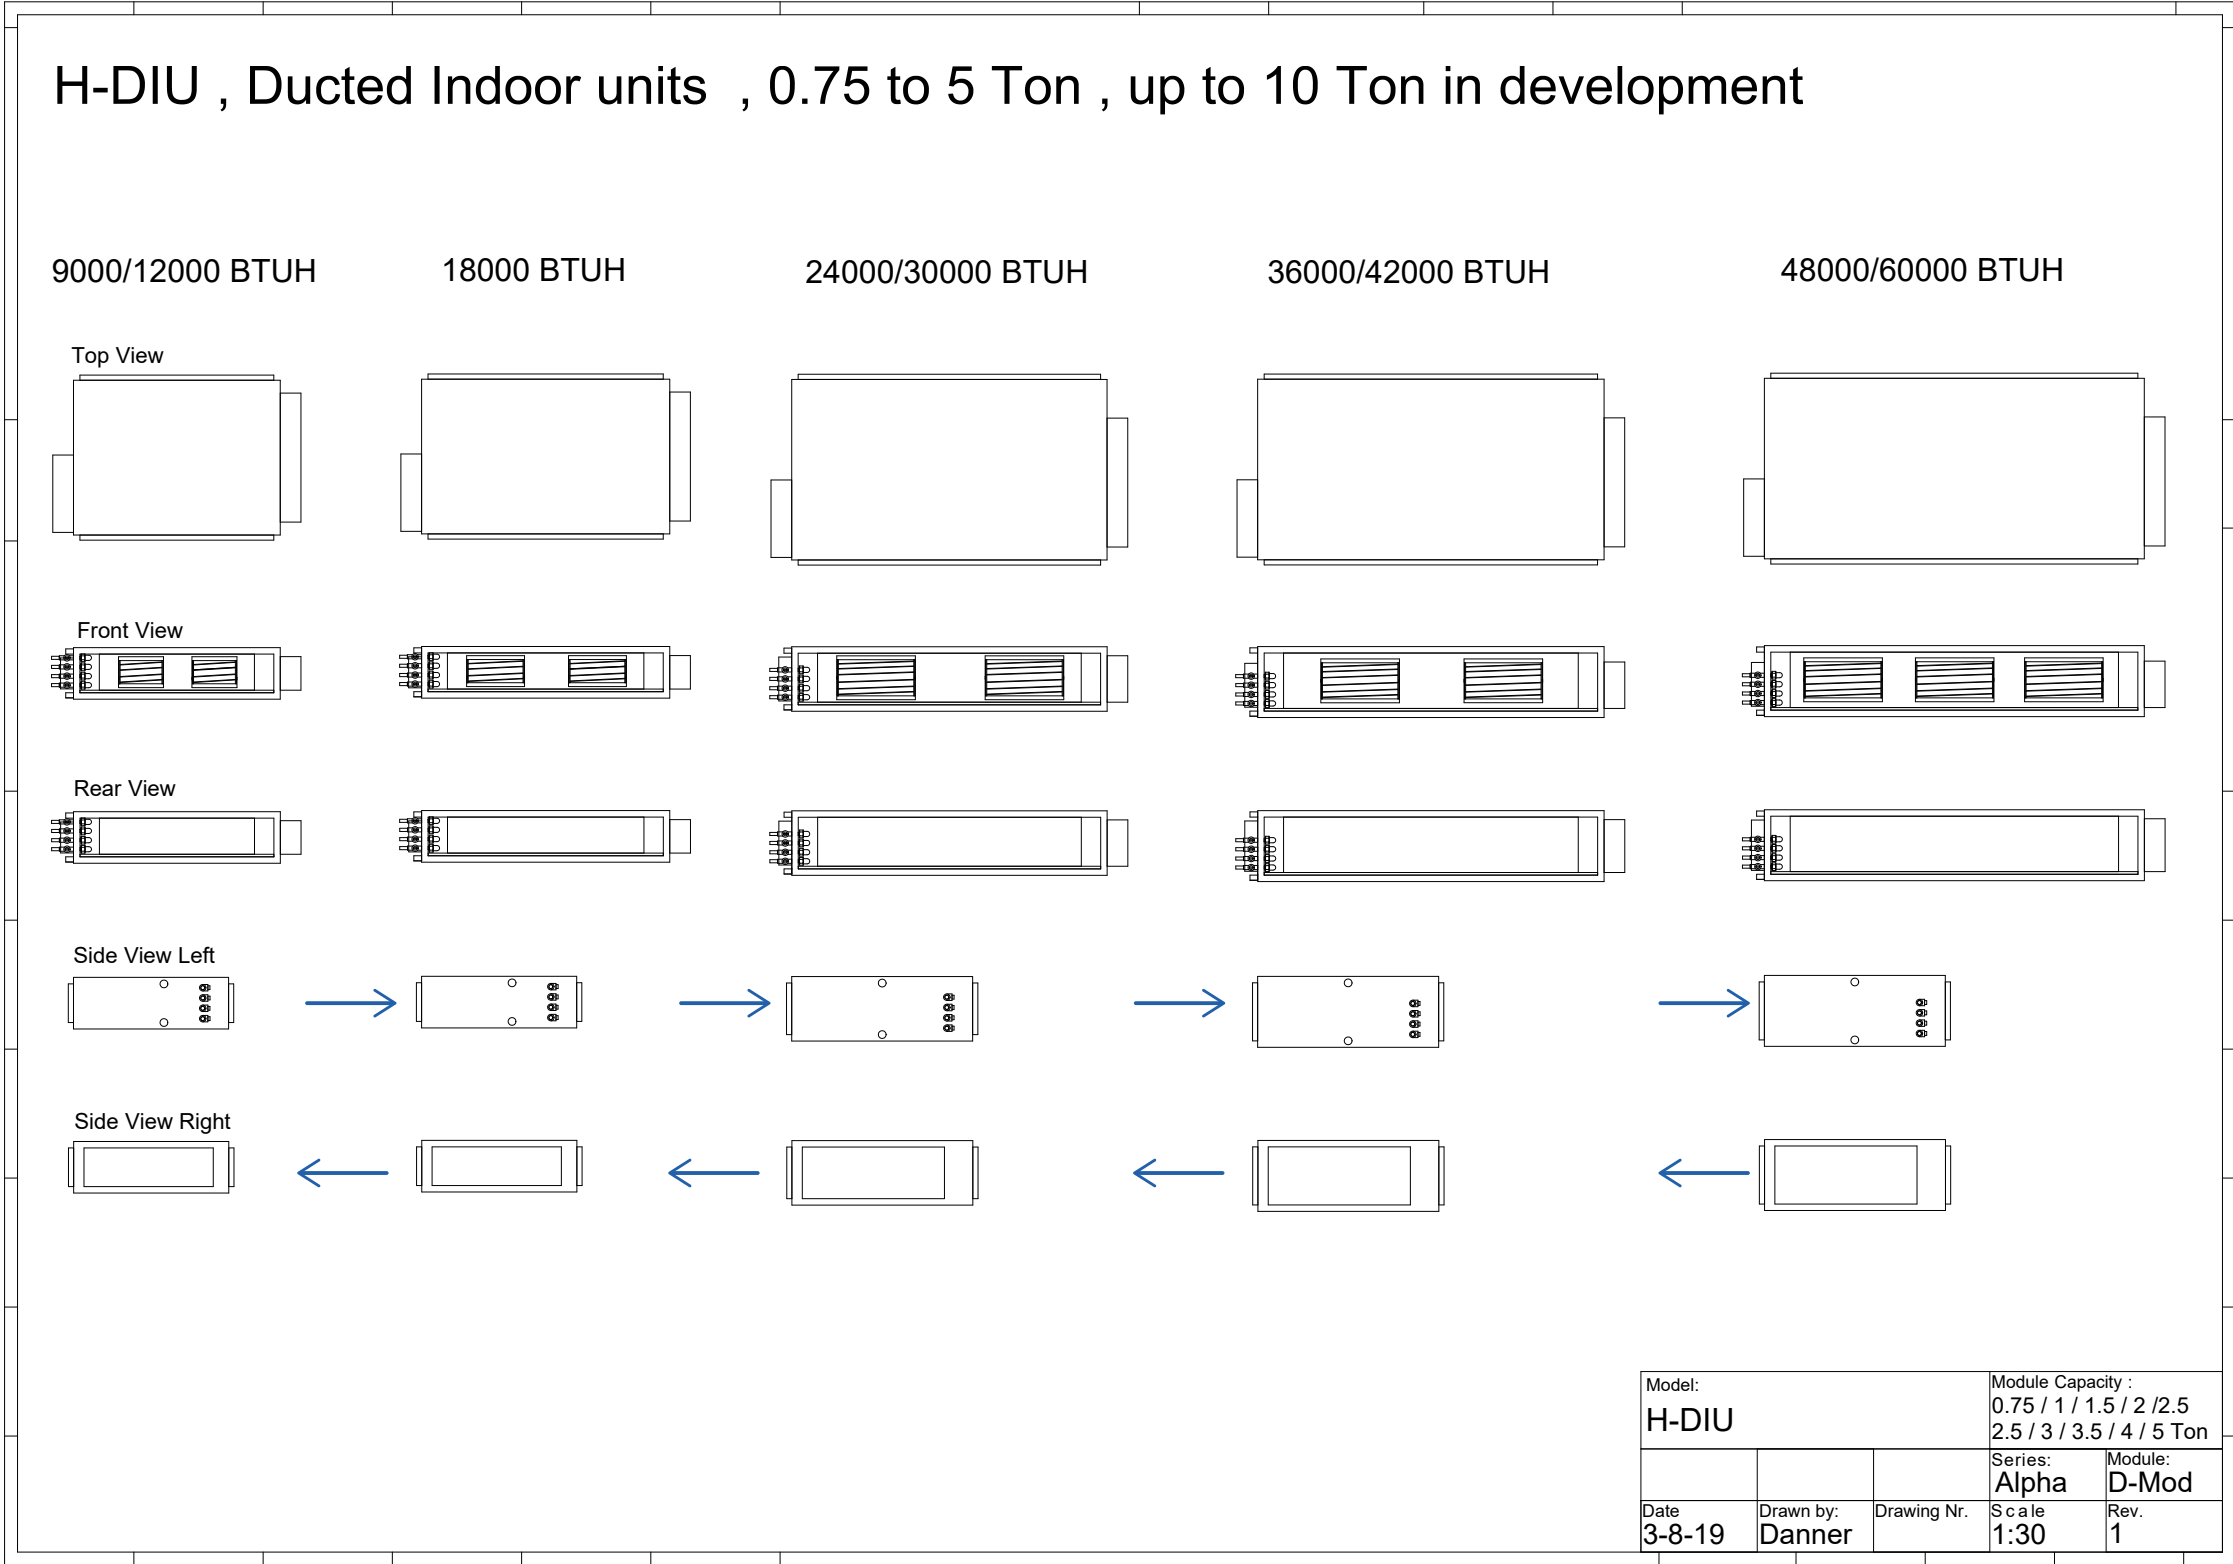 H-DIU , Ducted Indoor units , 0.75 to 5 Ton , up to 10 Ton in development
9000/12000 BTUH
18000 BTUH
24000/30000 BTUH
36000/42000 BTUH
48000/60000 BTUH
Top View
Front View
Rear View
Side View Left
Side View Right
Model:
H-DIU
Module Capacity :
0.75 / 1 / 1.5 / 2 /2.5
2.5 / 3 / 3.5 / 4 / 5 Ton
Series:
Alpha
Module:
D-Mod
Date
3-8-19
Drawn by:
Danner
Drawing Nr.
Scale
1:30
Rev.
1